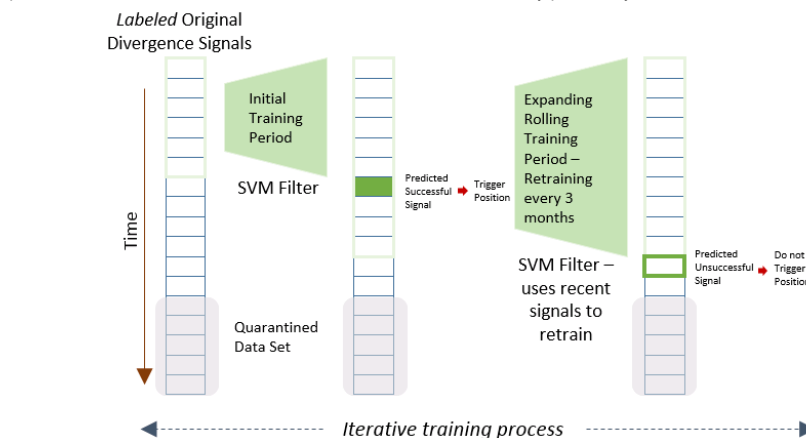 Labeled Original
Divergence Signals
Initial
Training
Period
SVM Filter
Predicted
Successful
Signal
Trigger
Position
Expanding
Rolling
Training
Period –
Retraining
every 3
months
SVM Filter –
uses recent
signals to
retrain
Predicted
Unsuccessful
Signal
Do not
Trigger
Position
Time
Quarantined
Data Set
Iterative training process